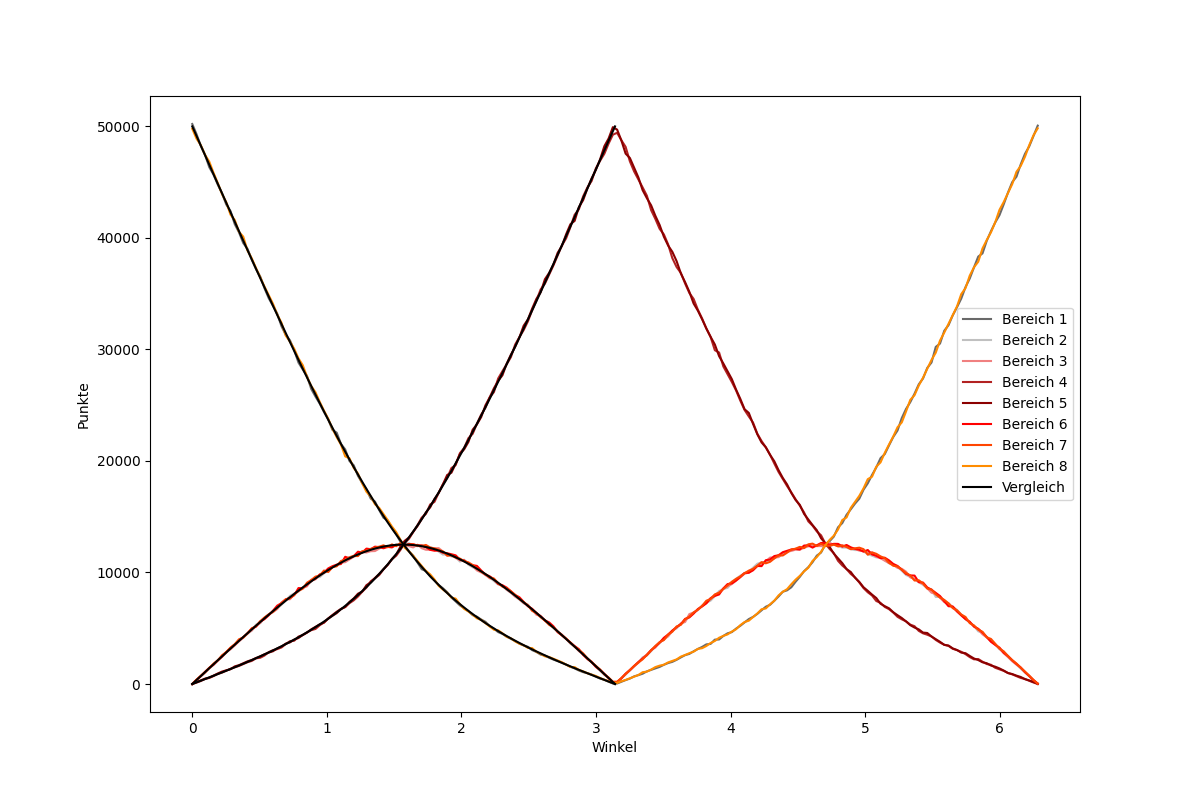 50000
40000
30000
20000
10000
0
Punkte
0 1 2 3 4 5 6
Winkel
Bereich 1
Bereich 2
Bereich 3
Bereich 4
Bereich 5
Bereich 6
Bereich 7
Bereich 8
Vergleich